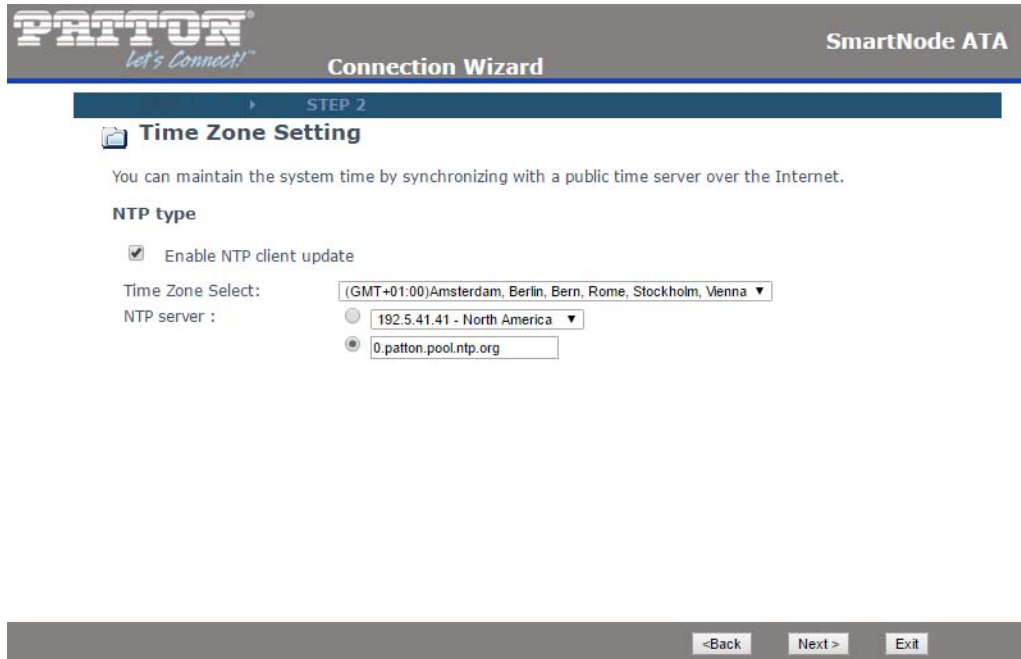 PATTON®
Let's Connect!™
Connection Wizard
SmartNode ATA
STEP 2
Time Zone Setting
You can maintain the system time by synchronizing with a public time server over the Internet.
NTP type
Enable NTP client update
Time Zone Select:
(GMT+01:00)Amsterdam, Berlin, Bern, Rome, Stockholm, Vienna
NTP server :
192.5.41.41 - North America
0.patton.pool.ntp.org
<Back
Next >
Exit